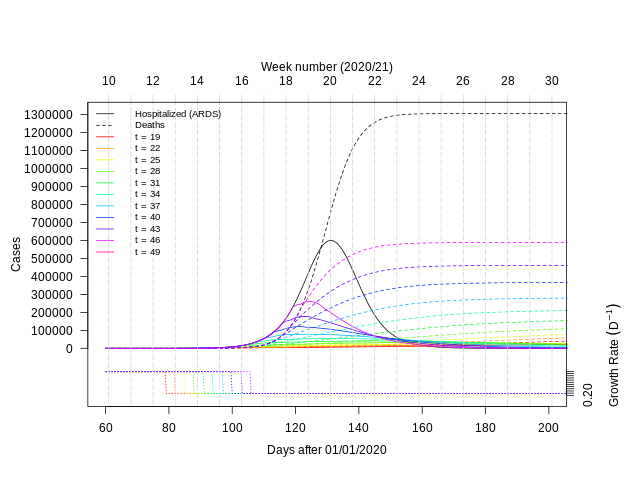 Week number (2020/21)
10 12 14 16 18 20 22 24 26 28 30
Cases
1300000
1200000
1100000
1000000
900000
800000
700000
600000
500000
400000
300000
200000
100000
0
Hospitalized (ARDS)
Deaths
t = 19
t = 22
t = 25
t = 28
t = 31
t = 34
t = 37
t = 40
t = 43
t = 46
t = 49
0.20
Growth Rate (D⁻¹)
60 80 100 120 140 160 180 200
Days after 01/01/2020